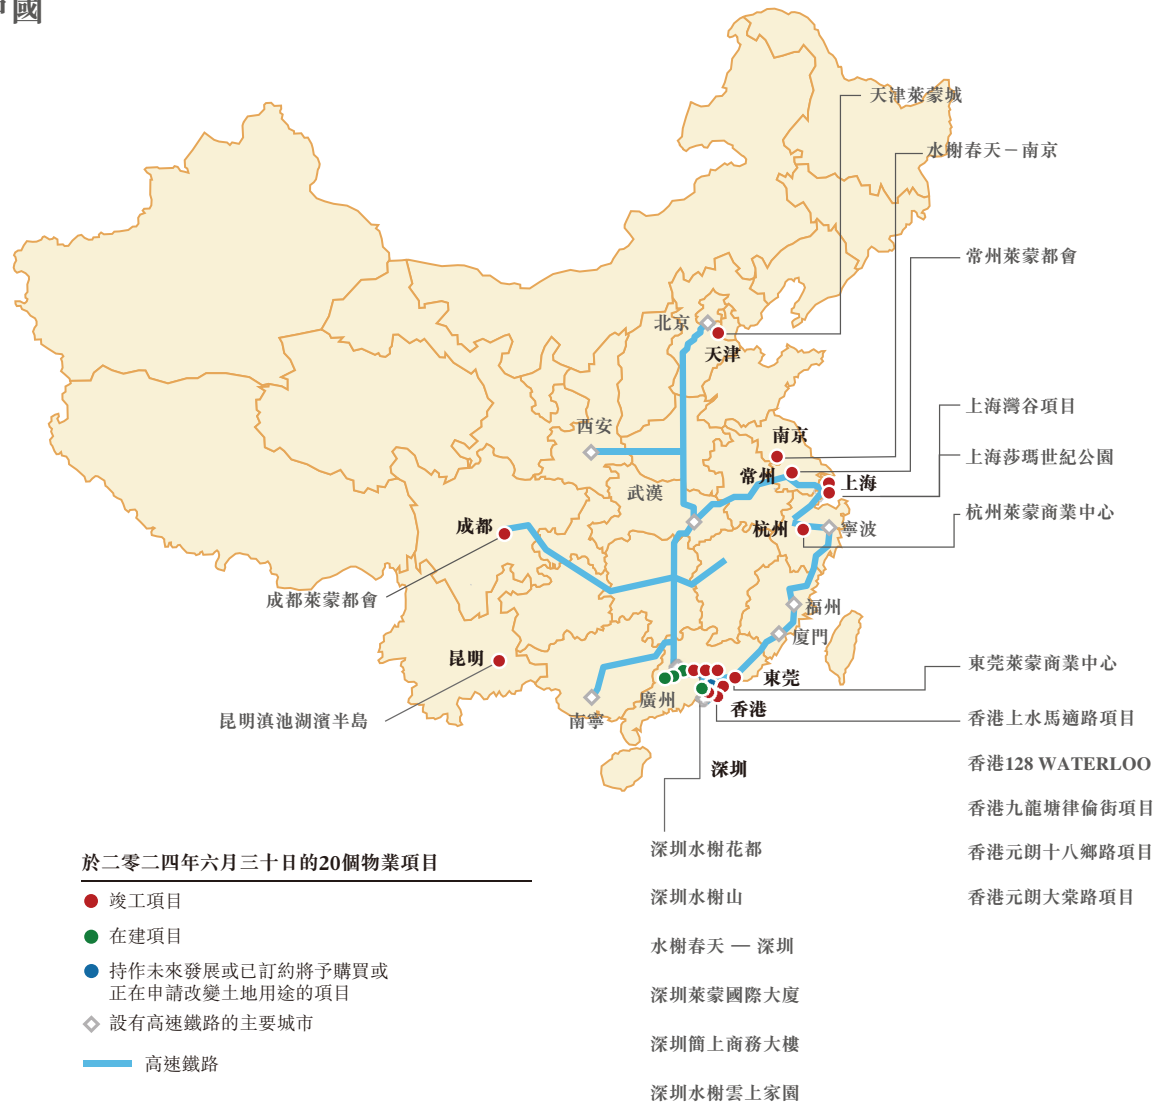 中國
天津萊蒙城
水榭春天－南京
常州萊蒙都會
北京
天津
上海灣谷項目
西安
南京
上海莎瑪世紀公園
常州
上海
武漢
杭州萊蒙商業中心
成都
杭州
寧波
成都萊蒙都會
福州
廈門
昆明
東莞萊蒙商業中心
東莞
廣州
香港
昆明滇池湖濱半島
南寧
香港上水馬適路項目
深圳
香港128 WATERLOO
香港九龍塘律倫街項目
香港元朗十八鄉路項目
香港元朗大棠路項目
深圳水榭花都
深圳水榭山
水榭春天 — 深圳
深圳萊蒙國際大廈
深圳簡上商務大樓
深圳水榭雲上家園
於二零二四年六月三十日的20個物業項目
竣工項目
在建項目
持作未來發展或已訂約將予購買或
正在申請改變土地用途的項目
設有高速鐵路的主要城市
高速鐵路